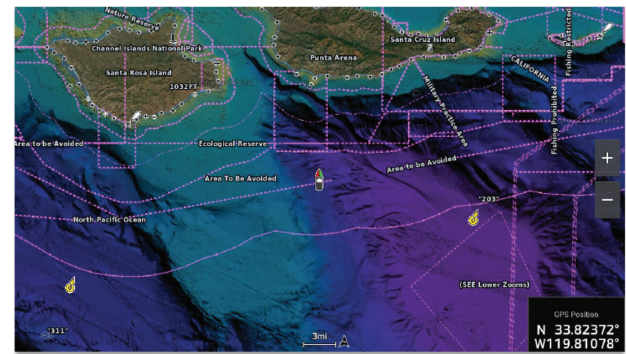 Nature Reserve
Santa Cruz Island
Fishing Restricted
Channel Islands National Park
Punta Arena
CALIFORNIA
Santa Rosa Island
1032FT
Military Practice Area
Fishing Prohibited
Area to be Avoided
Ecological Reserve
+
Area to be Avoided
Area To Be Avoided
−
"203"
North Pacific Ocean
(SEE Lower Zooms)
GPS Position
N 33.82372°
"311"
3mi
W119.81078°